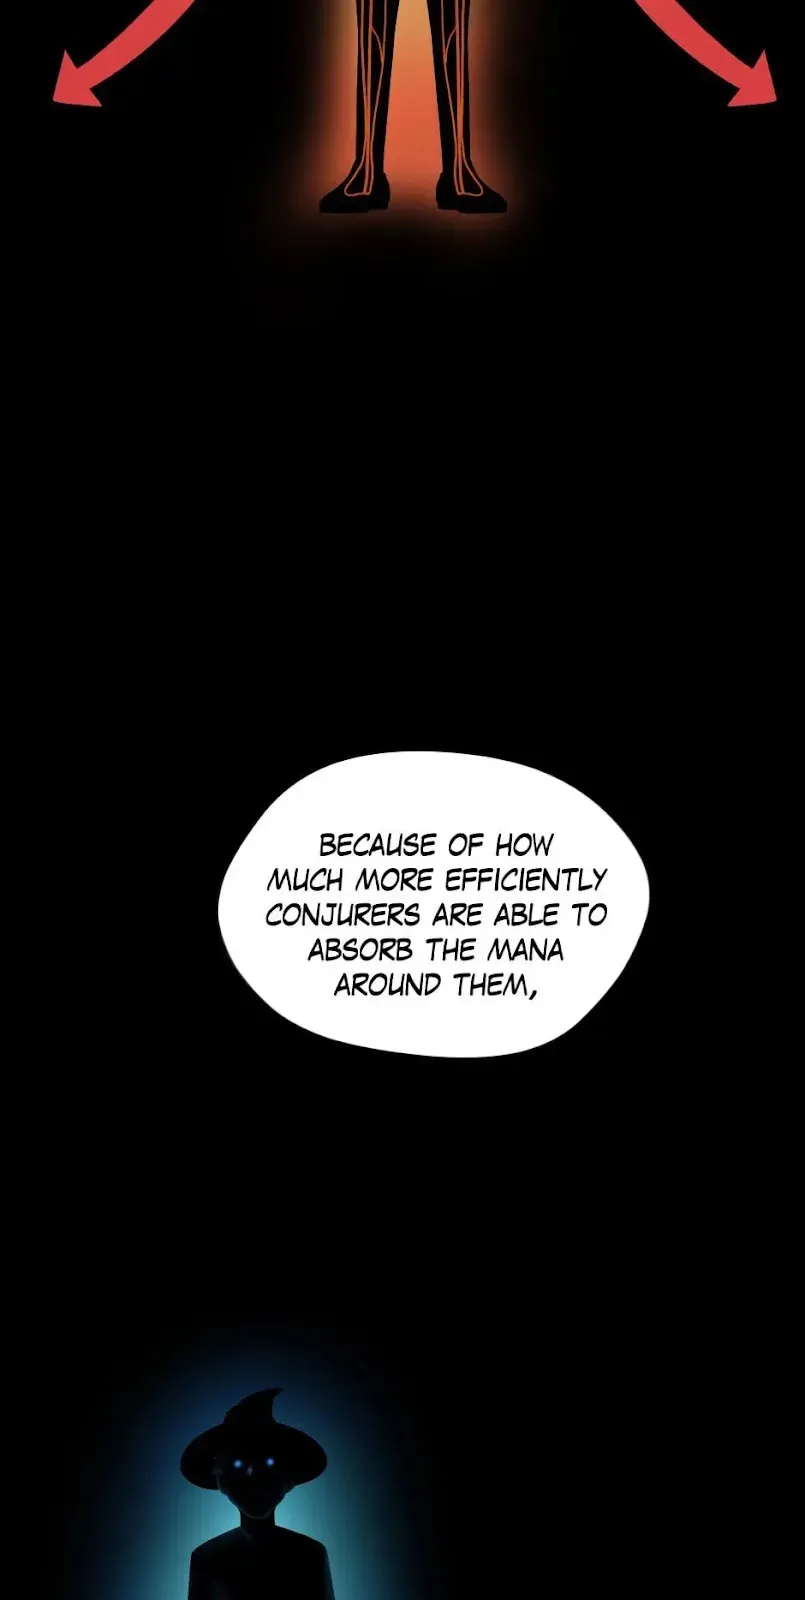 BECAUSE OF HOW
MUCH MORE EFFICIENTLY
CONJURERS ARE ABLE TO
ABSORB THE MANA
AROUND THEM,